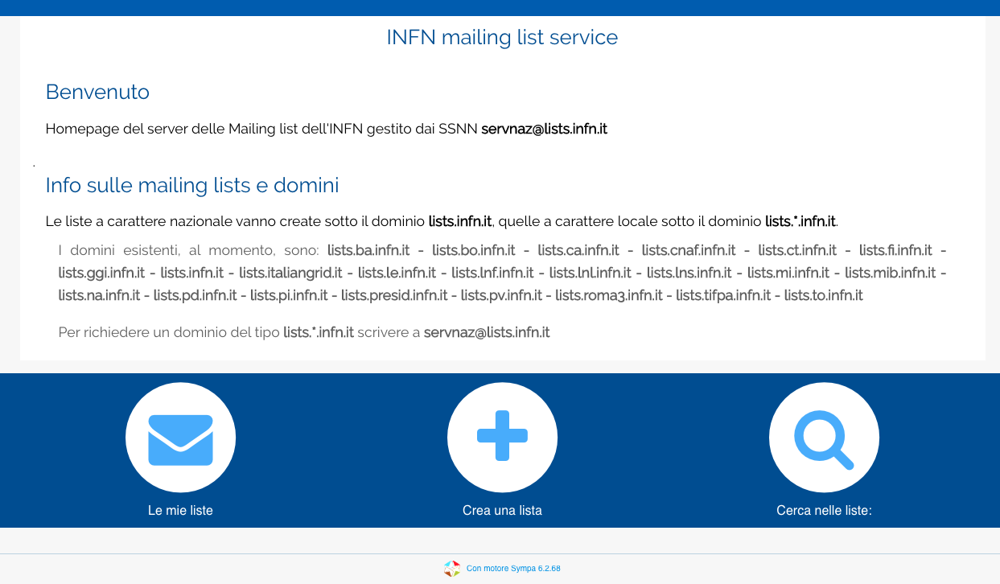 INFN mailing list service
Benvenuto
Homepage del server delle Mailing list dell'INFN gestito dai SSNN servnaz@lists.infn.it
.
Info sulle mailing lists e domini
Le liste a carattere nazionale vanno create sotto il dominio lists.infn.it, quelle a carattere locale sotto il dominio lists.*.infn.it.
I domini esistenti, al momento, sono: lists.ba.infn.it - lists.bo.infn.it - lists.ca.infn.it - lists.cnaf.infn.it - lists.ct.infn.it - lists.fi.infn.it -
lists.ggi.infn.it - lists.infn.it - lists.italiangrid.it - lists.le.infn.it - lists.lnf.infn.it - lists.lnl.infn.it - lists.lns.infn.it - lists.mi.infn.it - lists.mib.infn.it -
lists.na.infn.it - lists.pd.infn.it - lists.pi.infn.it - lists.presid.infn.it - lists.pv.infn.it - lists.roma3.infn.it - lists.tifpa.infn.it - lists.to.infn.it
Per richiedere un dominio del tipo lists.*.infn.it scrivere a servnaz@lists.infn.it
Le mie liste
Crea una lista
Cerca nelle liste:
Con motore Sympa 6.2.68